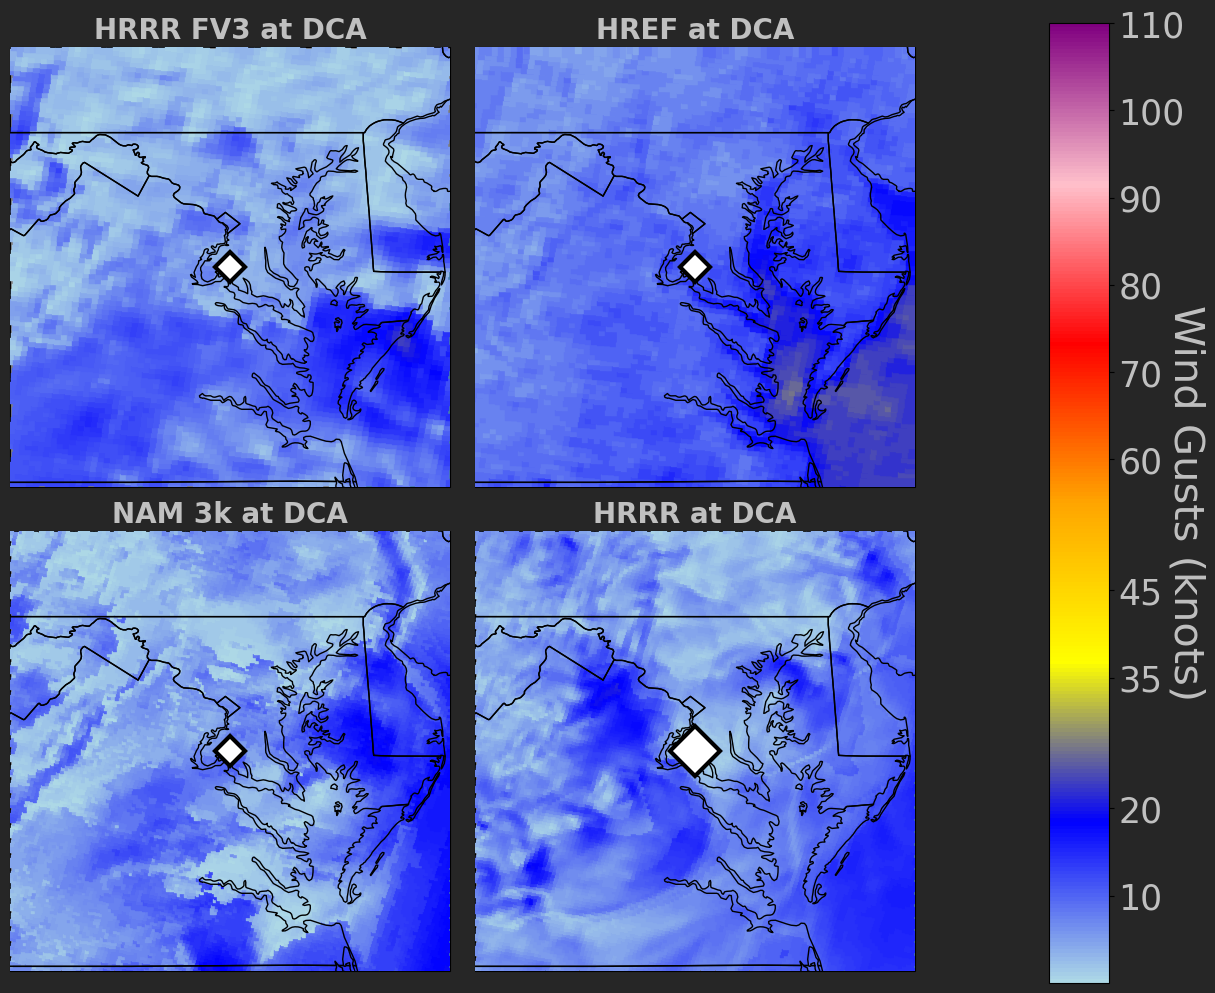 HRRR FV3 at DCA
HREF at DCA
NAM 3k at DCA
HRRR at DCA
110
100
90
80
70
60
45
35
20
10
Wind Gusts (knots)